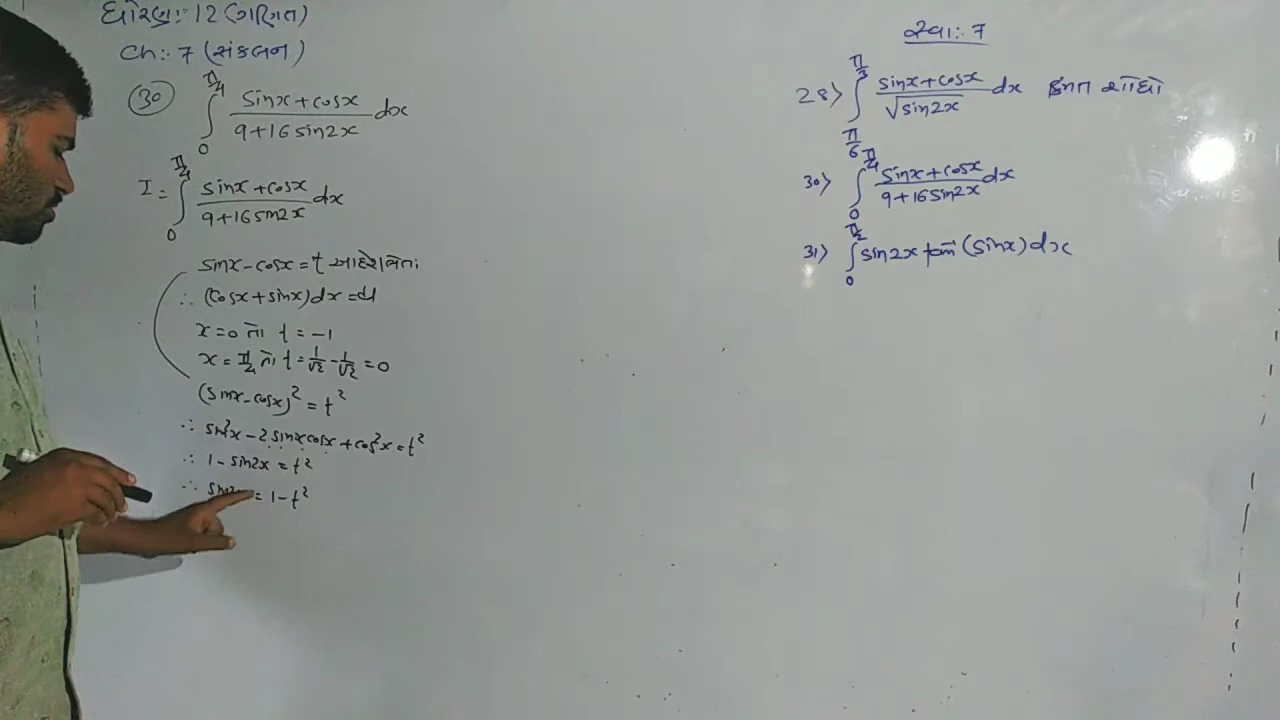 ધોરણ:- 12 (ગણિત)
Ch:- 7 (સંકલન)
(30) ∫₀^{π/4} (sinx+cosx)/(9+16 sin2x) dx
I = ∫₀^{π/4} (sinx+cosx)/(9+16 sin2x) dx
sinx - cosx = t આદેશ લેતા
∴ (cosx + sinx) dx = dt
x = 0 તો t = -1
x = π/4 તો t = 1/√2 - 1/√2 = 0
(sinx - cosx)² = t²
∴ sin²x - 2 sinx cosx + cos²x = t²
∴ 1 - sin2x = t²
∴ = 1 - t²
સ્વા:- 7
28) ∫_{π/6}^{π/3} (sinx+cosx)/√sin2x dx શોધો
30) ∫₀^{π/4} (sinx+cosx)/(9+16 sin2x) dx
31) ∫₀^{π/2} sin2x tan⁻¹(sinx) dx